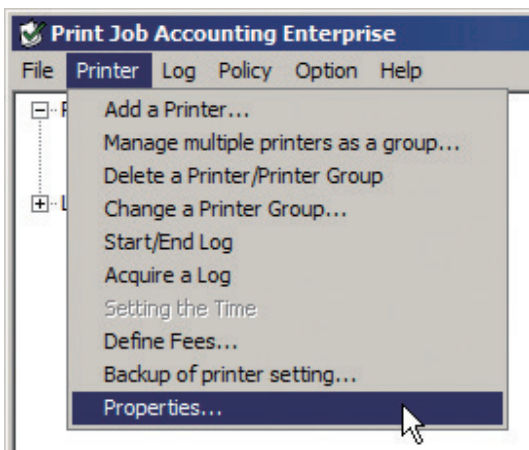 Print Job Accounting Enterprise
File Printer Log Policy Option Help
Add a Printer...
Manage multiple printers as a group...
Delete a Printer/Printer Group
Change a Printer Group...
Start/End Log
Acquire a Log
Setting the Time
Define Fees...
Backup of printer setting...
Properties...